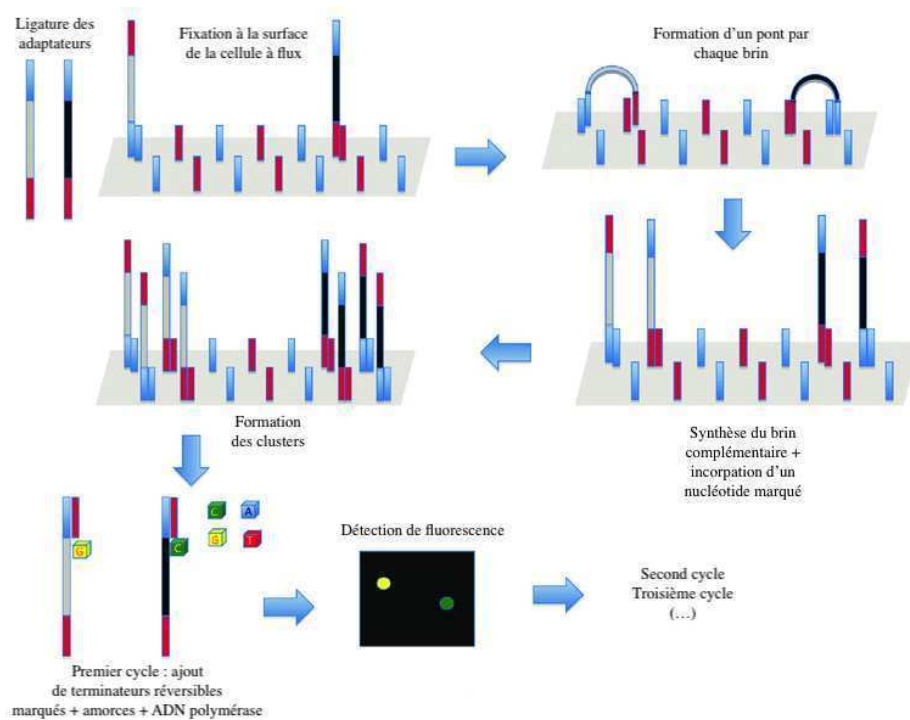 Ligature des
adaptateurs
Fixation à la surface
de la cellule à flux
Formation d'un pont par
chaque brin
Formation
des clusters
Synthèse du brin
complémentaire +
incorpation d'un
nucléotide marqué
G
C
C
A
G
T
Premier cycle : ajout
de terminateurs réversibles
marqués + amorces + ADN polymérase
Détection de fluorescence
Second cycle
Troisième cycle
(…)